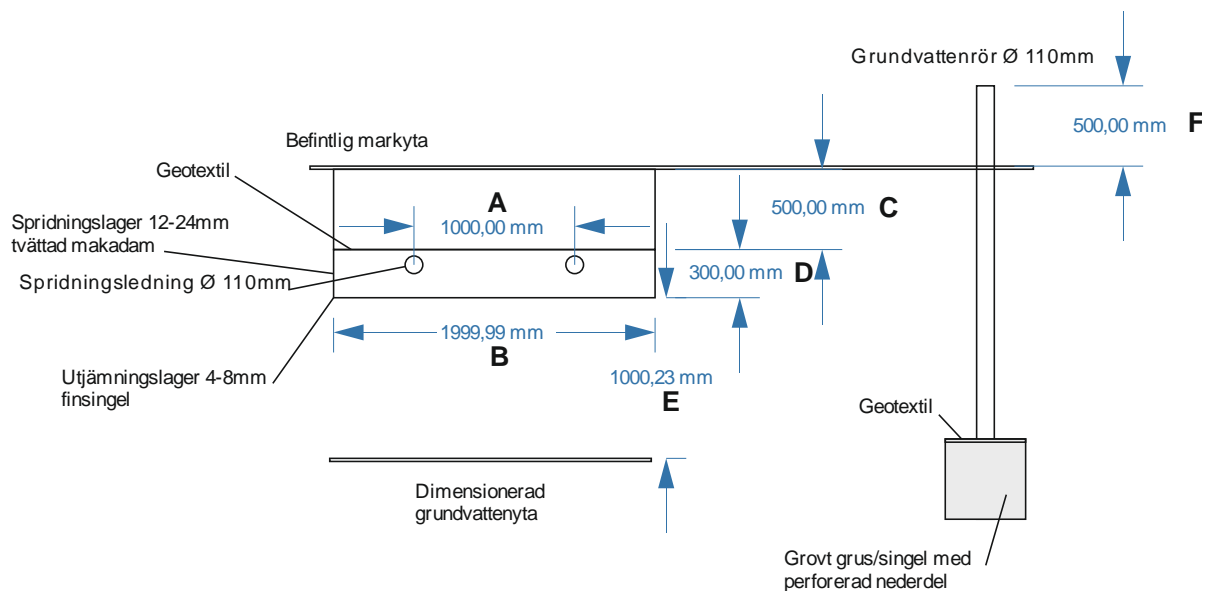 Grundvattenrör Ø 110mm
500,00 mm F
Befintlig markyta
Geotextil
A
1000,00 mm
500,00 mm C
Spridningslager 12-24mm
tvättad makadam
Spridningsledning Ø 110mm
300,00 mm D
1999,99 mm
B
Utjämningslager 4-8mm
finsingel
1000,23 mm
E
Geotextil
Dimensionerad
grundvattenyta
Grovt grus/singel med
perforerad nederdel